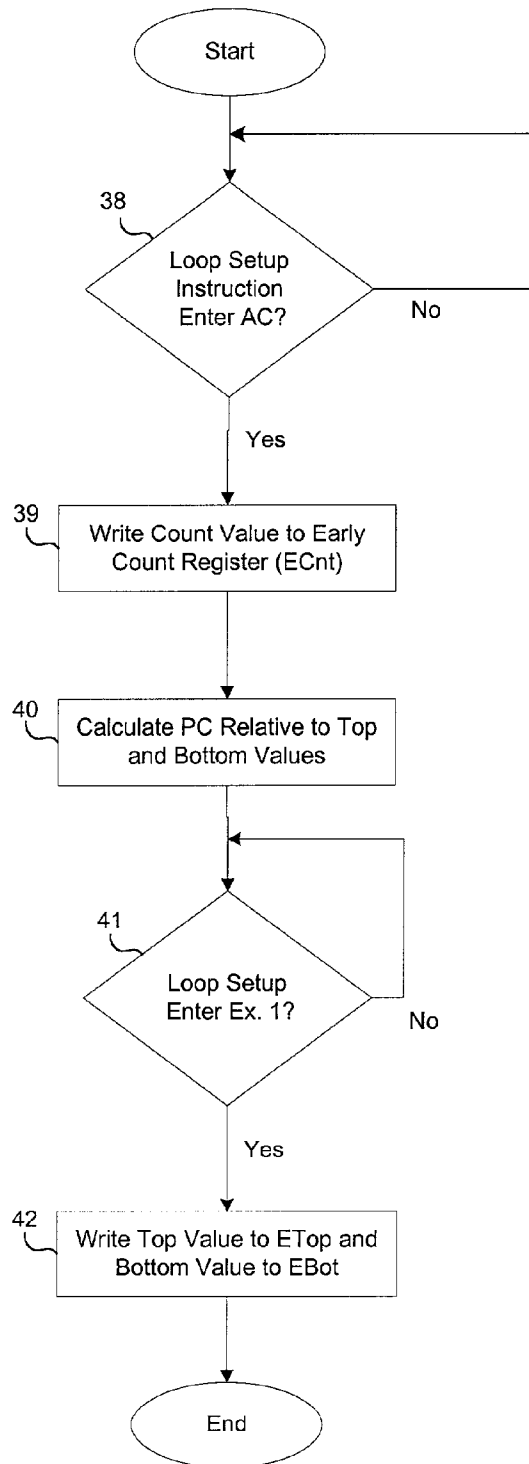 Start
38
Loop Setup
Instruction
Enter AC?
No
Yes
39
Write Count Value to Early
Count Register (ECnt)
40
Calculate PC Relative to Top
and Bottom Values
41
Loop Setup
Enter Ex. 1?
No
Yes
42
Write Top Value to ETop and
Bottom Value to EBot
End